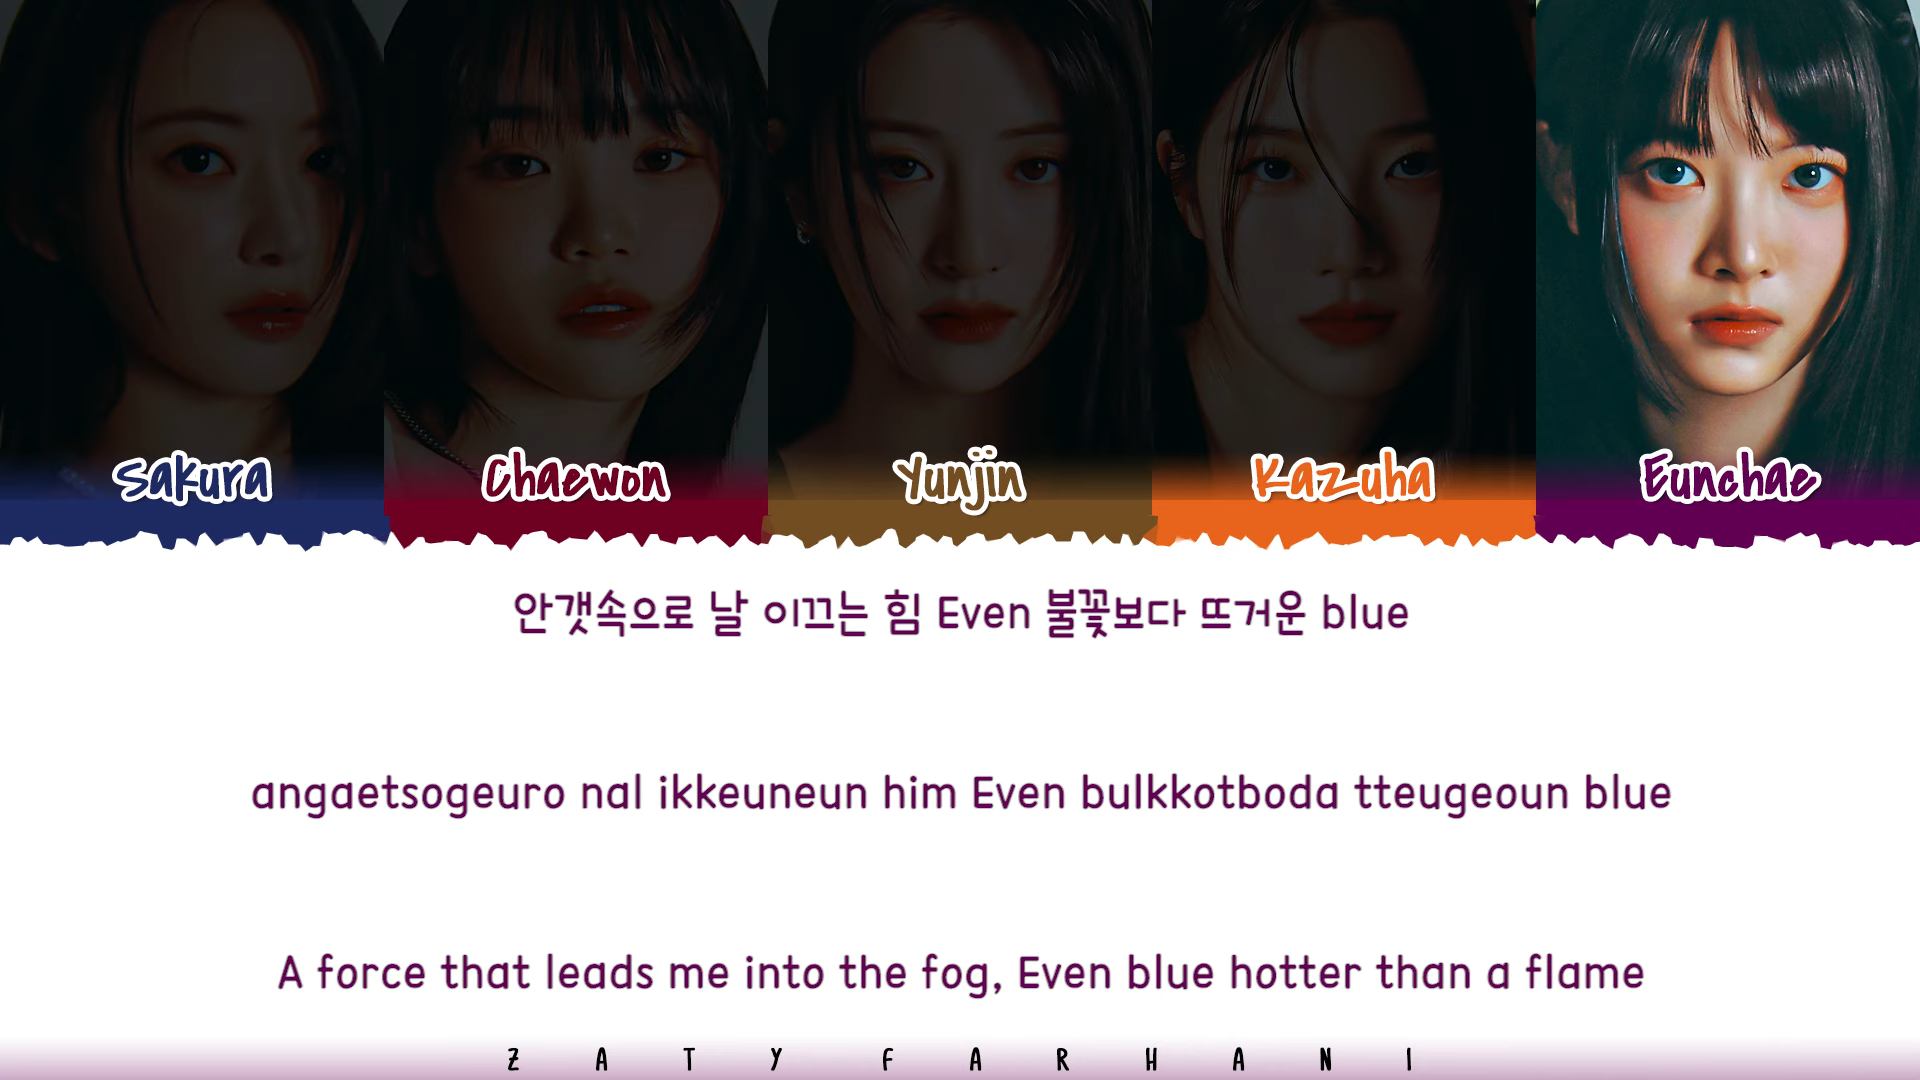 Sakura Chaewon Yunjin Kazuha Eunchae
안갯속으로 날 이끄는 힘 Even 불꽃보다 뜨거운 blue
angaetsogeuro nal ikkeuneun him Even bulkkotboda tteugeoun blue
A force that leads me into the fog, Even blue hotter than a flame
ZATY FARHANI